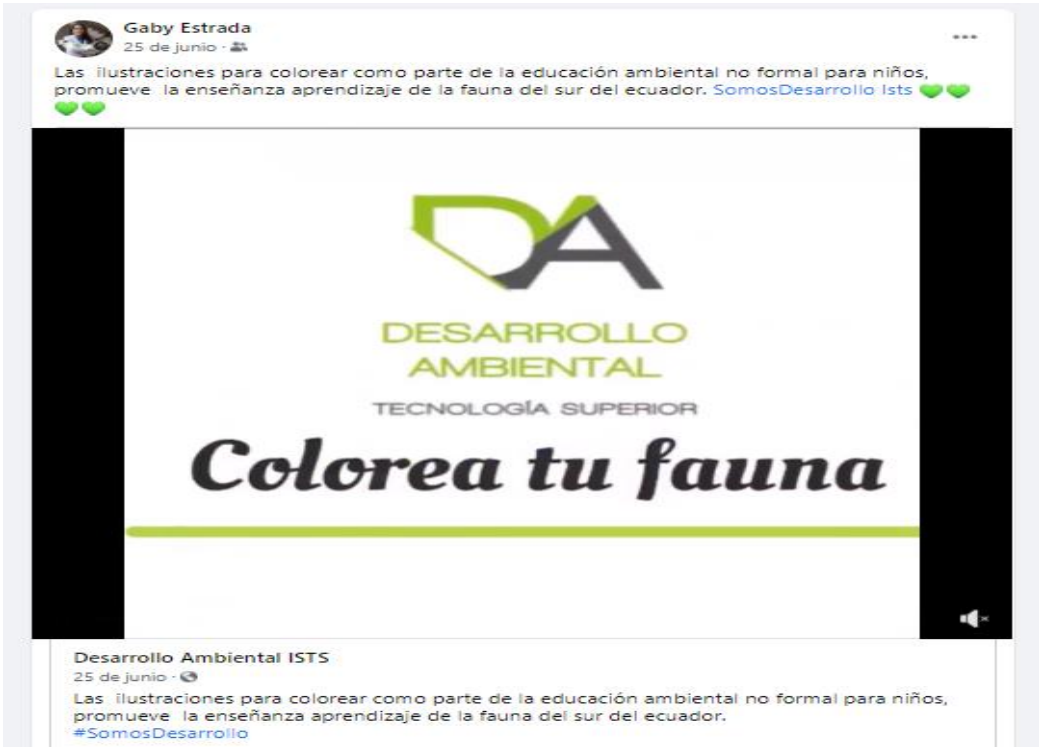 Gaby Estrada
25 de junio ·
Las ilustraciones para colorear como parte de la educación ambiental no formal para niños,
promueve la enseñanza aprendizaje de la fauna del sur del ecuador. SomosDesarrollo Ists 💚💚
💚💚
DA
DESARROLLO
AMBIENTAL
TECNOLOGÍA SUPERIOR
Colorea tu fauna
Desarrollo Ambiental ISTS
25 de junio ·
Las ilustraciones para colorear como parte de la educación ambiental no formal para niños,
promueve la enseñanza aprendizaje de la fauna del sur del ecuador.
#SomosDesarrollo